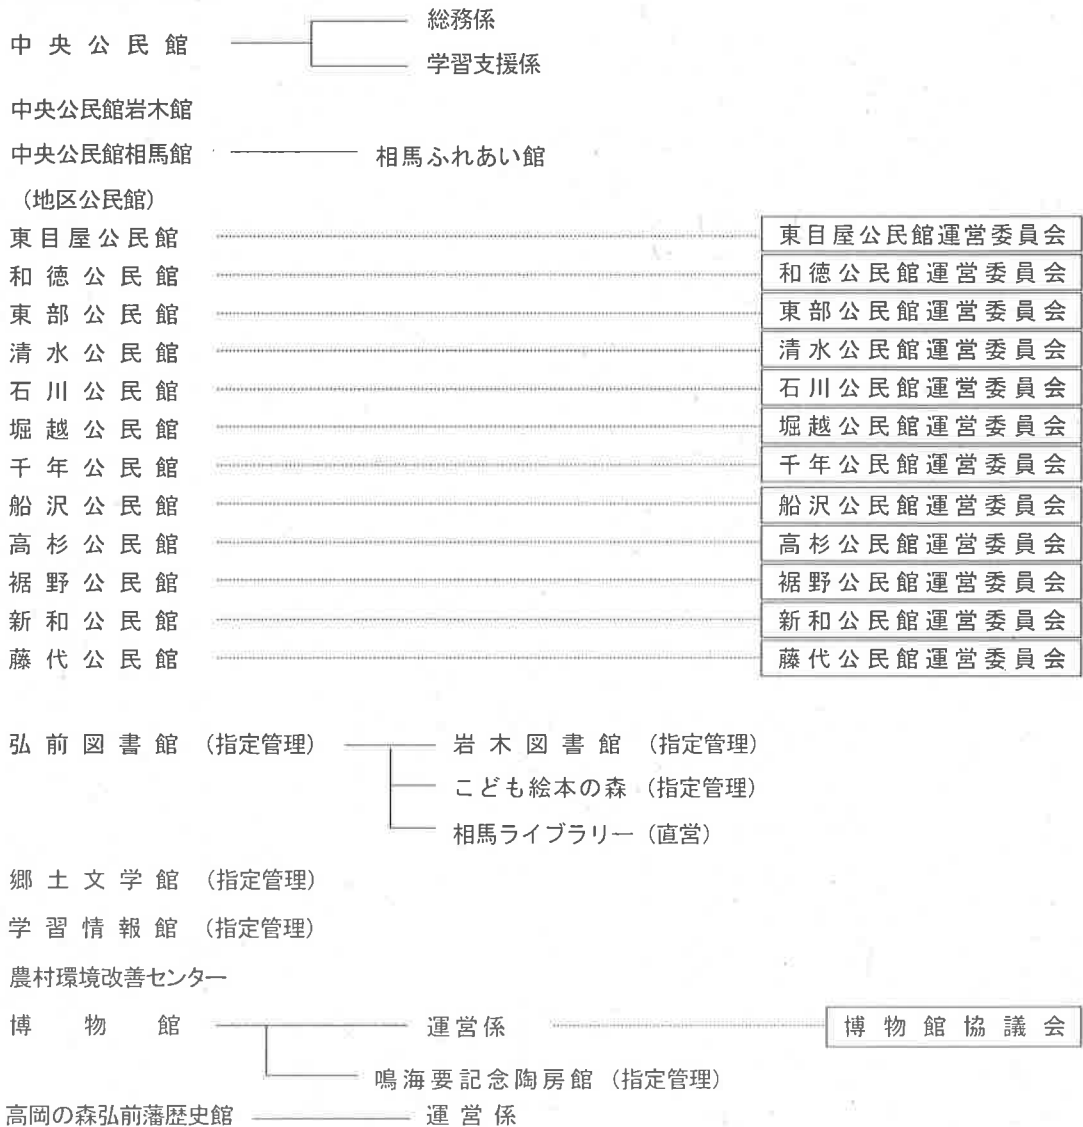 総務係
中央公民館
学習支援係
中央公民館岩木館
中央公民館相馬館 相馬ふれあい館
（地区公民館）
東目屋公民館 東目屋公民館運営委員会
和徳公民館 和徳公民館運営委員会
東部公民館 東部公民館運営委員会
清水公民館 清水公民館運営委員会
石川公民館 石川公民館運営委員会
堀越公民館 堀越公民館運営委員会
千年公民館 千年公民館運営委員会
船沢公民館 船沢公民館運営委員会
高杉公民館 高杉公民館運営委員会
裾野公民館 裾野公民館運営委員会
新和公民館 新和公民館運営委員会
藤代公民館 藤代公民館運営委員会
弘前図書館（指定管理） 岩木図書館（指定管理）
こども絵本の森（指定管理）
相馬ライブラリー（直営）
郷土文学館（指定管理）
学習情報館（指定管理）
農村環境改善センター
博物館 運営係 博物館協議会
鳴海要記念陶房館（指定管理）
高岡の森弘前藩歴史館 運営係